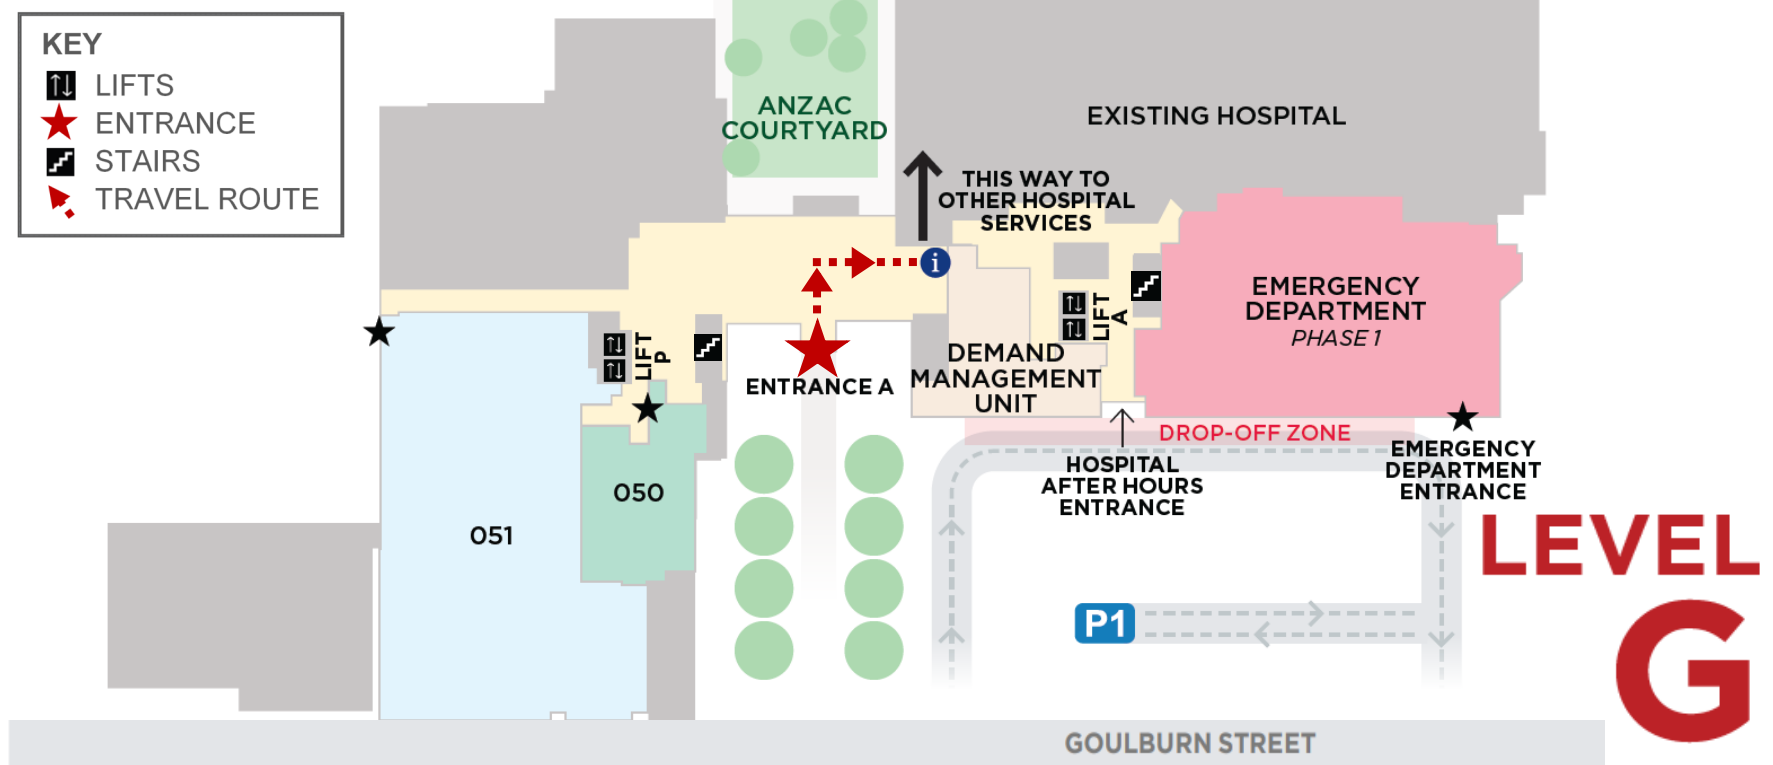 KEY
LIFTS
ENTRANCE
STAIRS
TRAVEL ROUTE
ANZAC
COURTYARD
EXISTING HOSPITAL
THIS WAY TO
OTHER HOSPITAL
SERVICES
i
EMERGENCY
DEPARTMENT
PHASE 1
LIFT
A
LIFT
P
ENTRANCE A
DEMAND
MANAGEMENT
UNIT
DROP-OFF ZONE
HOSPITAL
AFTER HOURS
ENTRANCE
EMERGENCY
DEPARTMENT
ENTRANCE
050
051
P1
LEVEL
G
GOULBURN STREET